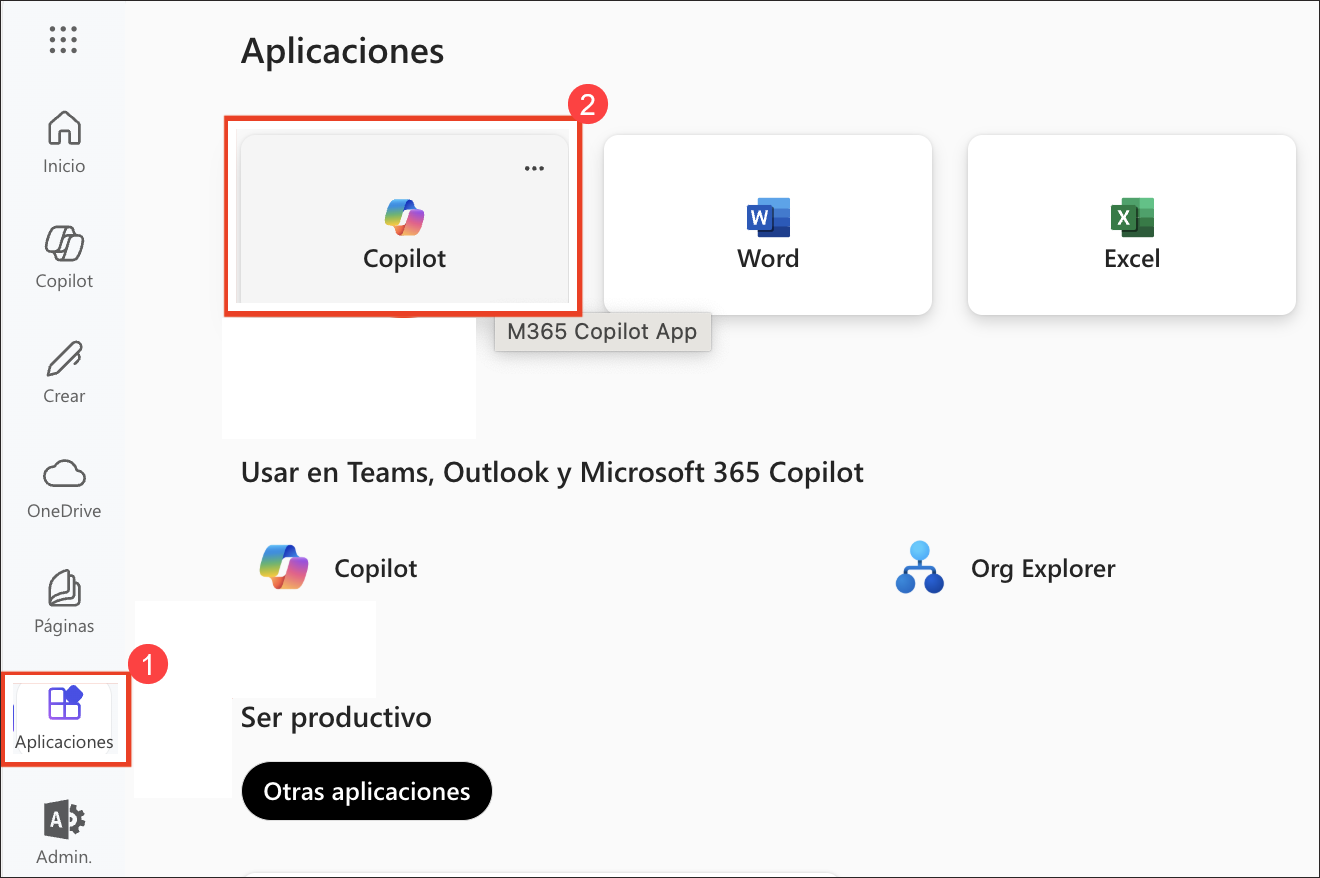 Aplicaciones
Inicio
Copilot
Crear
OneDrive
Páginas
1
Aplicaciones
A
Admin.
2
Copilot
W
Word
X
Excel
M365 Copilot App
Usar en Teams, Outlook y Microsoft 365 Copilot
Copilot
Org Explorer
Ser productivo
Otras aplicaciones